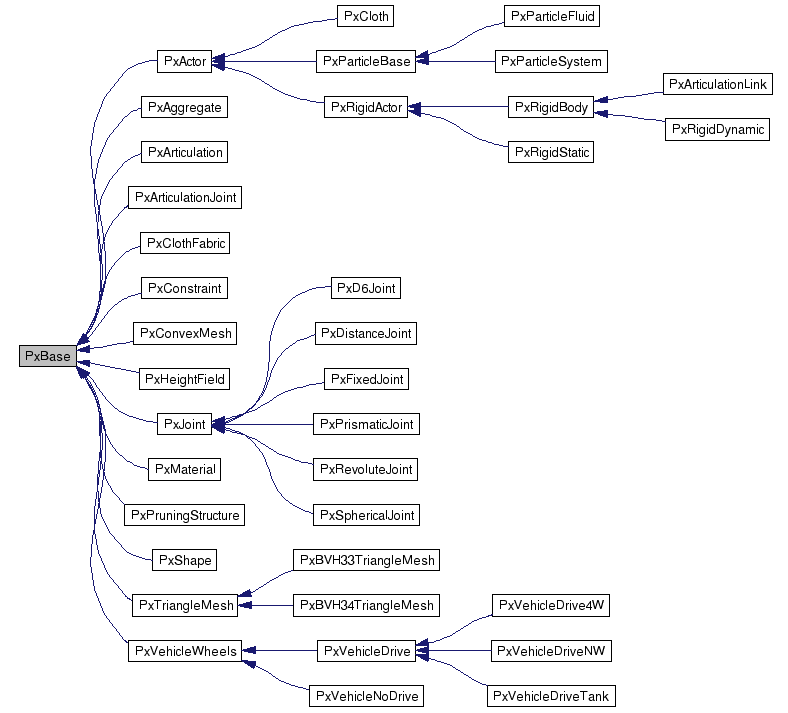 PxCloth
PxParticleFluid
PxActor
PxParticleBase
PxParticleSystem
PxArticulationLink
PxAggregate
PxRigidActor
PxRigidBody
PxRigidDynamic
PxArticulation
PxRigidStatic
PxArticulationJoint
PxClothFabric
PxConstraint
PxD6Joint
PxConvexMesh
PxDistanceJoint
PxBase
PxHeightField
PxFixedJoint
PxJoint
PxPrismaticJoint
PxMaterial
PxRevoluteJoint
PxPruningStructure
PxSphericalJoint
PxShape
PxBVH33TriangleMesh
PxTriangleMesh
PxBVH34TriangleMesh
PxVehicleDrive4W
PxVehicleWheels
PxVehicleDrive
PxVehicleDriveNW
PxVehicleNoDrive
PxVehicleDriveTank